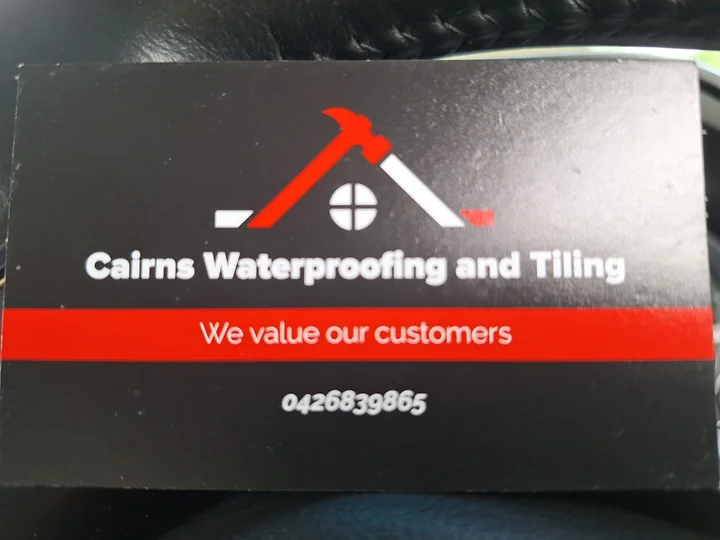 Cairns Waterproofing and Tiling
We value our customers
0426839865